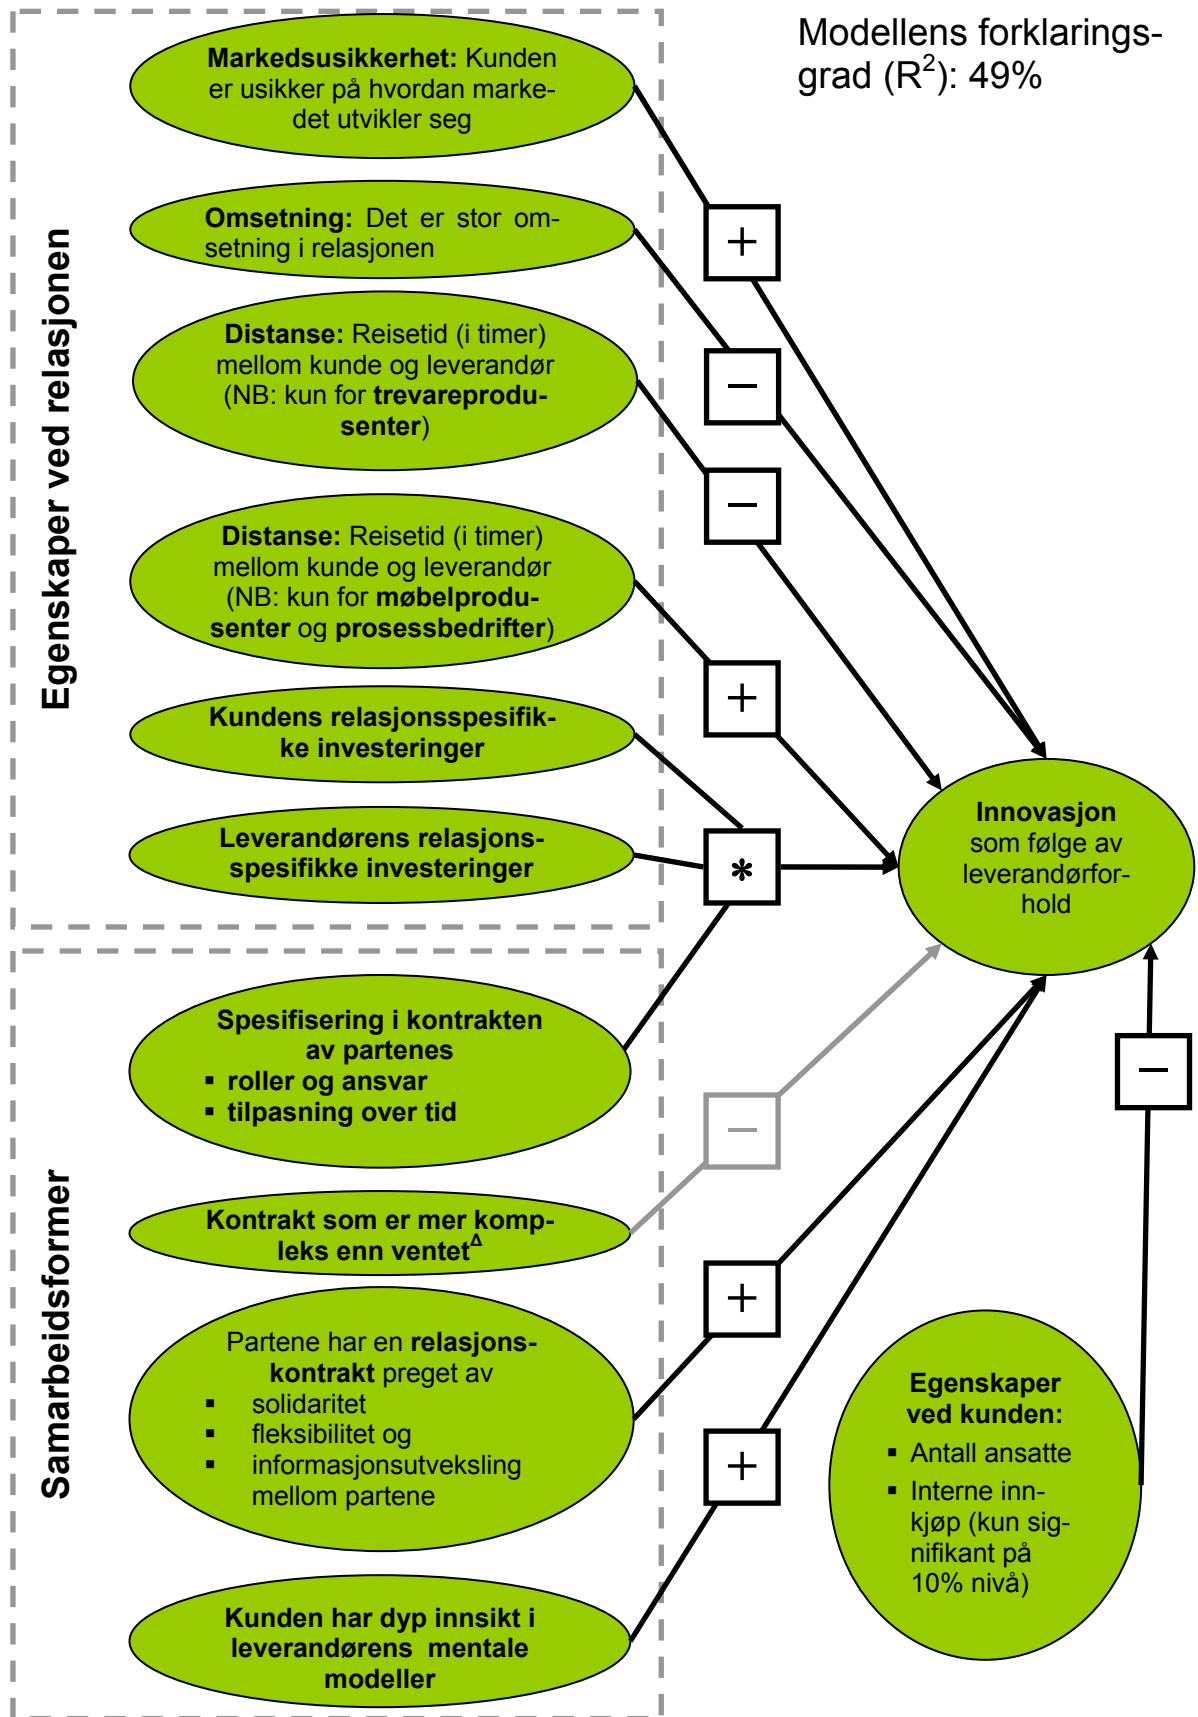 Modellens forklarings-
grad (R²): 49%
Egenskaper ved relasjonen
Markedsusikkerhet: Kunden
er usikker på hvordan marke-
det utvikler seg
Omsetning: Det er stor om-
setning i relasjonen
Distanse: Reisetid (i timer)
mellom kunde og leverandør
(NB: kun for trevareprodu-
senter)
Distanse: Reisetid (i timer)
mellom kunde og leverandør
(NB: kun for møbelprodu-
senter og prosessbedrifter)
Kundens relasjonsspesifik-
ke investeringer
Leverandørens relasjons-
spesifikke investeringer
+
−
−
+
*
Innovasjon
som følge av
leverandørfor-
hold
Samarbeidsformer
Spesifisering i kontrakten
av partenes
▪ roller og ansvar
▪ tilpasning over tid
Kontrakt som er mer komp-
leks enn ventet^Δ
Partene har en relasjons-
kontrakt preget av
▪ solidaritet
▪ fleksibilitet og
▪ informasjonsutveksling
mellom partene
Kunden har dyp innsikt i
leverandørens mentale
modeller
−
+
+
−
Egenskaper
ved kunden:
▪ Antall ansatte
▪ Interne inn-
kjøp (kun sig-
nifikant på
10% nivå)